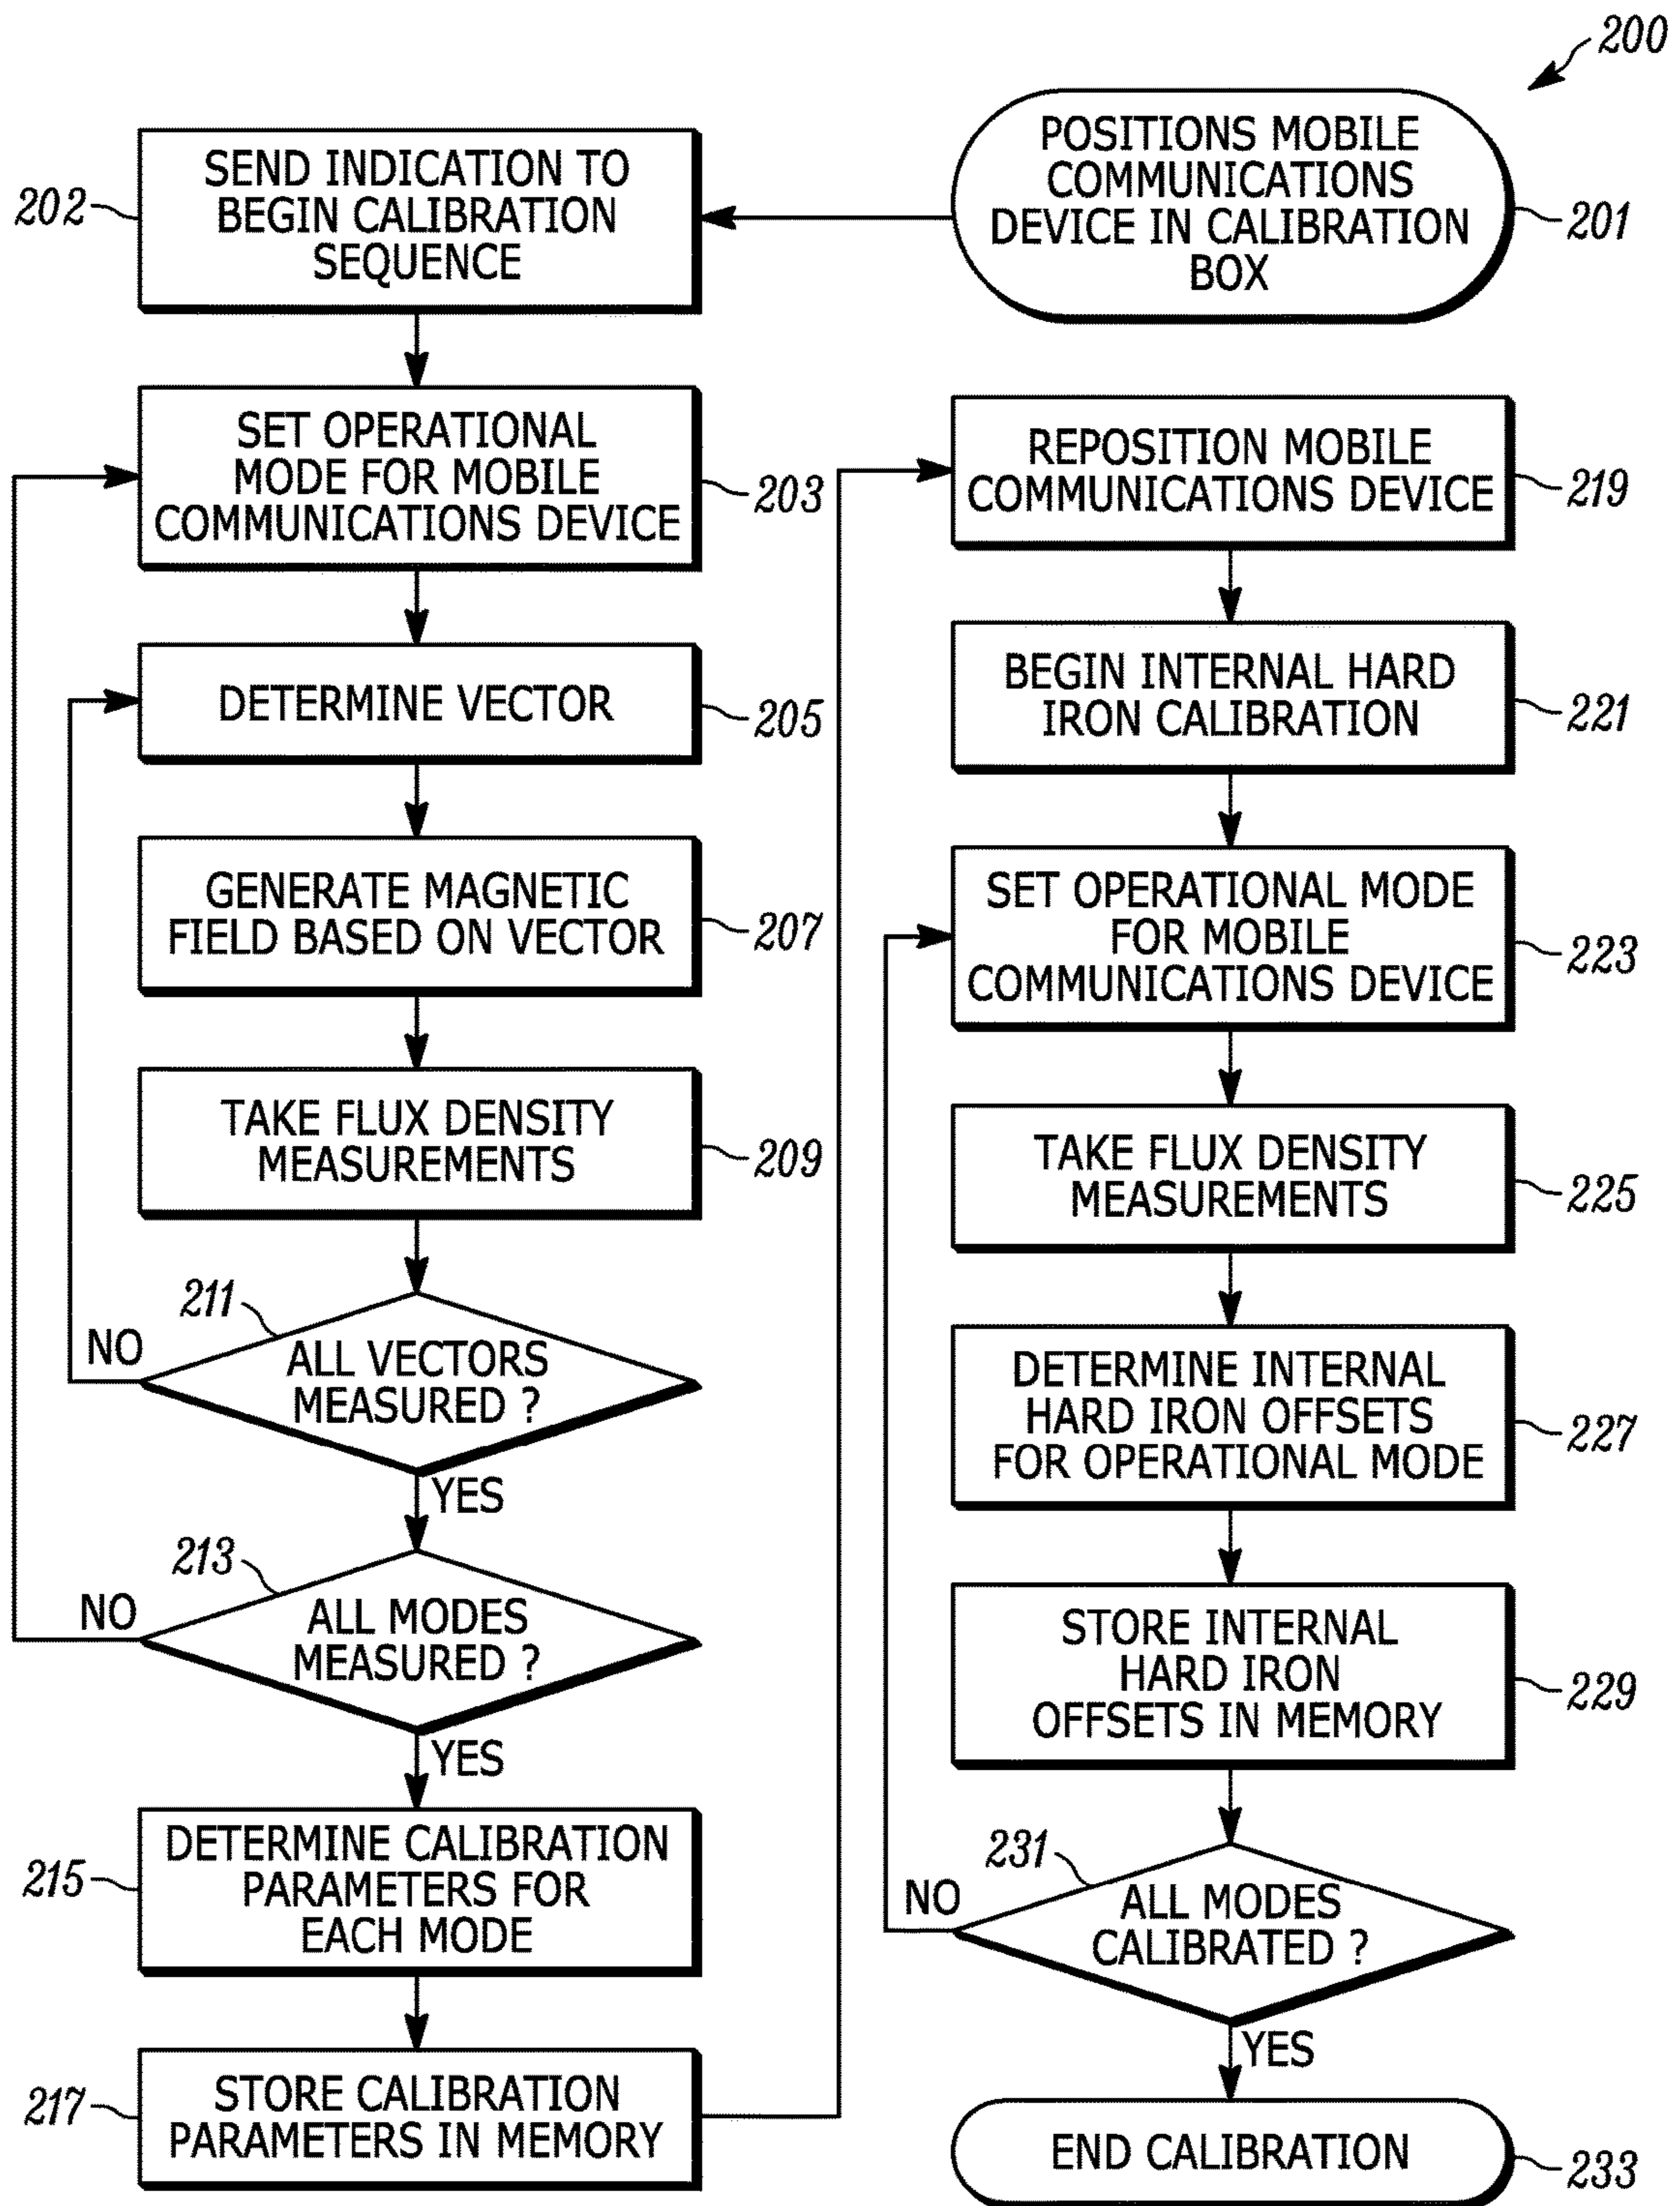 200
POSITIONS MOBILE
COMMUNICATIONS
DEVICE IN CALIBRATION
BOX
201
SEND INDICATION TO
BEGIN CALIBRATION
SEQUENCE
202
SET OPERATIONAL
MODE FOR MOBILE
COMMUNICATIONS DEVICE
203
DETERMINE VECTOR
205
GENERATE MAGNETIC
FIELD BASED ON VECTOR
207
TAKE FLUX DENSITY
MEASUREMENTS
209
211
ALL VECTORS
MEASURED ?
NO
YES
213
ALL MODES
MEASURED ?
NO
YES
DETERMINE CALIBRATION
PARAMETERS FOR
EACH MODE
215
STORE CALIBRATION
PARAMETERS IN MEMORY
217
REPOSITION MOBILE
COMMUNICATIONS DEVICE
219
BEGIN INTERNAL HARD
IRON CALIBRATION
221
SET OPERATIONAL MODE
FOR MOBILE
COMMUNICATIONS DEVICE
223
TAKE FLUX DENSITY
MEASUREMENTS
225
DETERMINE INTERNAL
HARD IRON OFFSETS
FOR OPERATIONAL MODE
227
STORE INTERNAL
HARD IRON
OFFSETS IN MEMORY
229
231
ALL MODES
CALIBRATED ?
NO
YES
END CALIBRATION
233